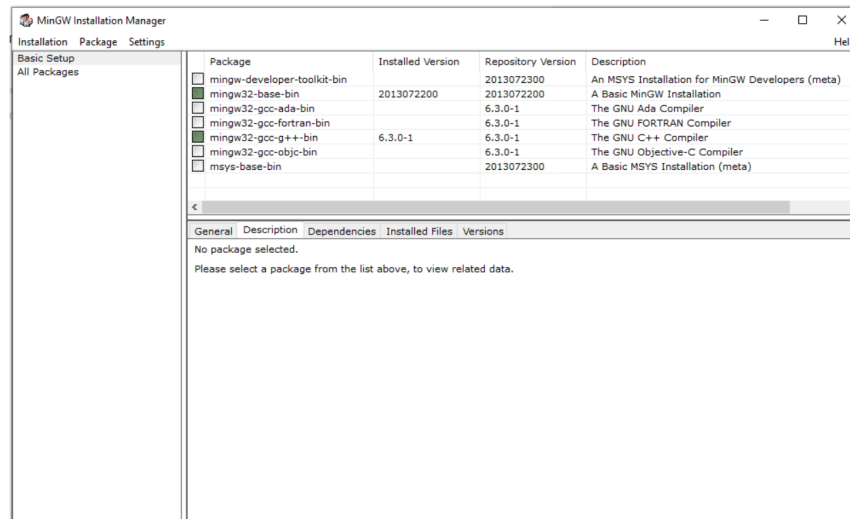 MinGW Installation Manager
Installation Package Settings Hel
Basic Setup
All Packages
Package Installed Version Repository Version Description
mingw-developer-toolkit-bin 2013072300 An MSYS Installation for MinGW Developers (meta)
mingw32-base-bin 2013072200 2013072200 A Basic MinGW Installation
mingw32-gcc-ada-bin 6.3.0-1 The GNU Ada Compiler
mingw32-gcc-fortran-bin 6.3.0-1 The GNU FORTRAN Compiler
mingw32-gcc-g++-bin 6.3.0-1 6.3.0-1 The GNU C++ Compiler
mingw32-gcc-objc-bin 6.3.0-1 The GNU Objective-C Compiler
msys-base-bin 2013072300 A Basic MSYS Installation (meta)
General Description Dependencies Installed Files Versions
No package selected.
Please select a package from the list above, to view related data.